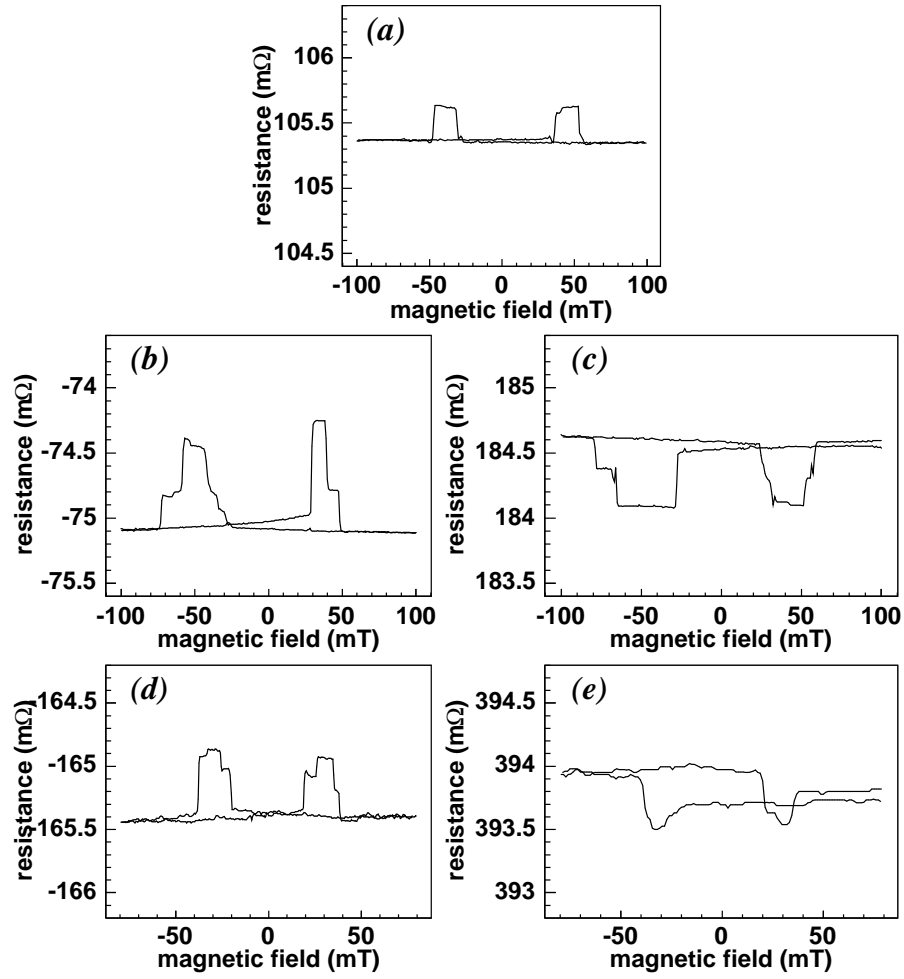 (a)
106
105.5
105
104.5
resistance (mΩ)
-100 -50 0 50 100
magnetic field (mT)
(b)
-74
-74.5
-75
-75.5
resistance (mΩ)
-100 -50 0 50 100
magnetic field (mT)
(c)
185
184.5
184
183.5
resistance (mΩ)
-100 -50 0 50 100
magnetic field (mT)
(d)
-164.5
-165
-165.5
-166
resistance (mΩ)
-50 0 50
magnetic field (mT)
(e)
394.5
394
393.5
393
resistance (mΩ)
-50 0 50
magnetic field (mT)